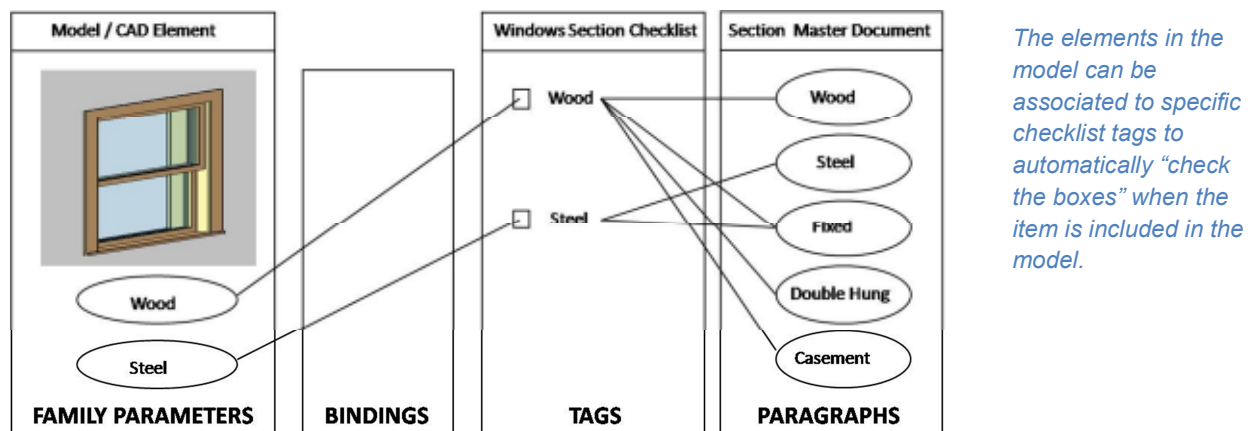 Model / CAD Element
Wood
Steel
FAMILY PARAMETERS
BINDINGS
Windows Section Checklist
Wood
Steel
TAGS
Section Master Document
Wood
Steel
Fixed
Double Hung
Casement
PARAGRAPHS
The elements in the
model can be
associated to specific
checklist tags to
automatically “check
the boxes” when the
item is included in the
model.